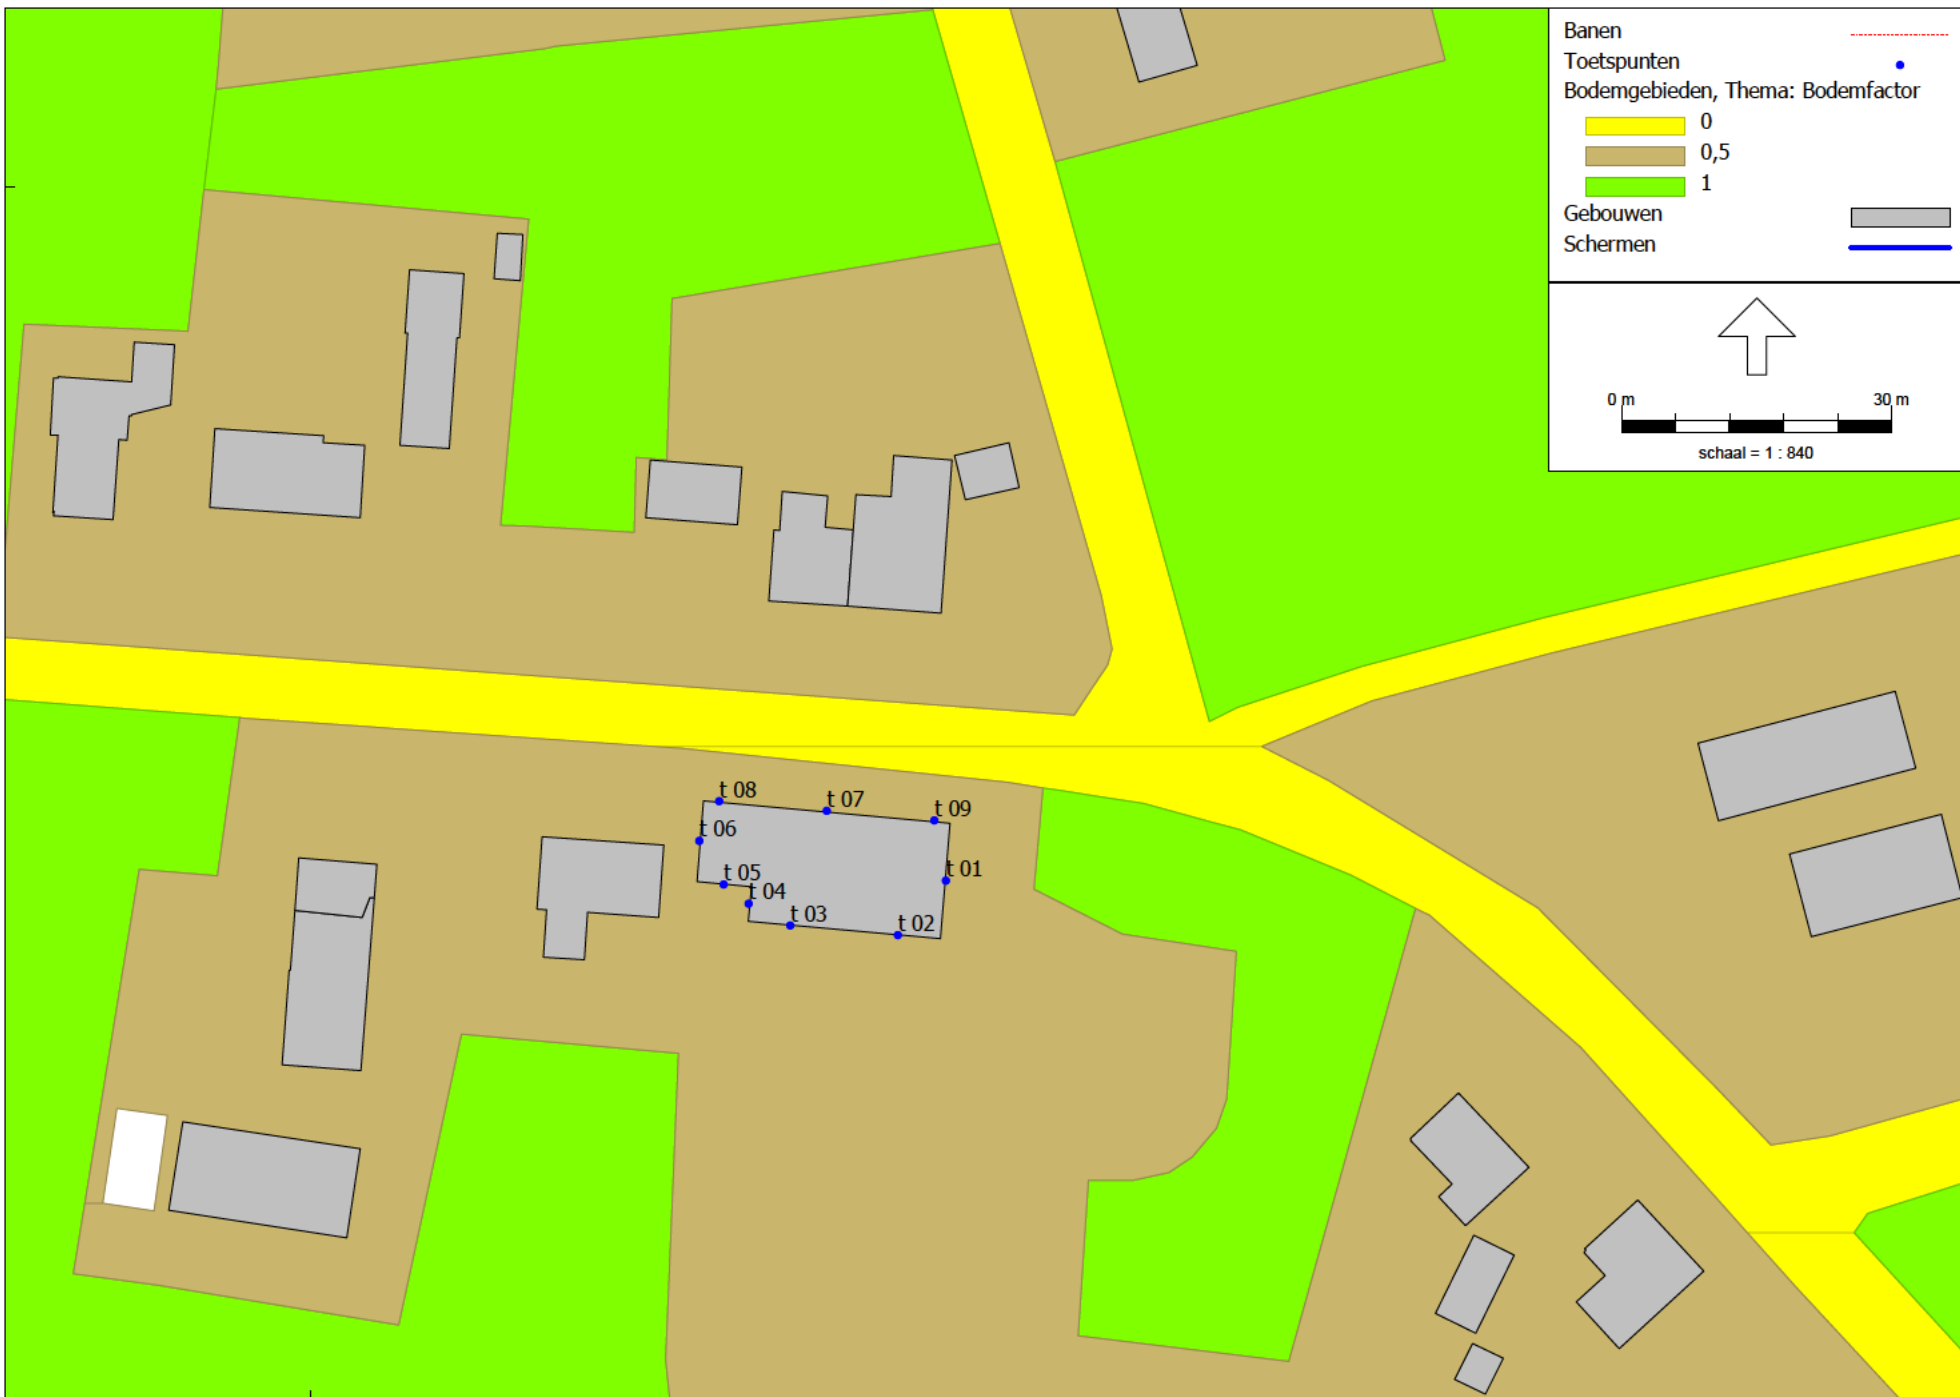 Banen
Toetspunten
Bodemgebieden, Thema: Bodemfactor
0
0,5
1
Gebouwen
Schermen
0 m 30 m
schaal = 1 : 840
t 08
t 07
t 09
t 06
t 05
t 01
t 04
t 03
t 02